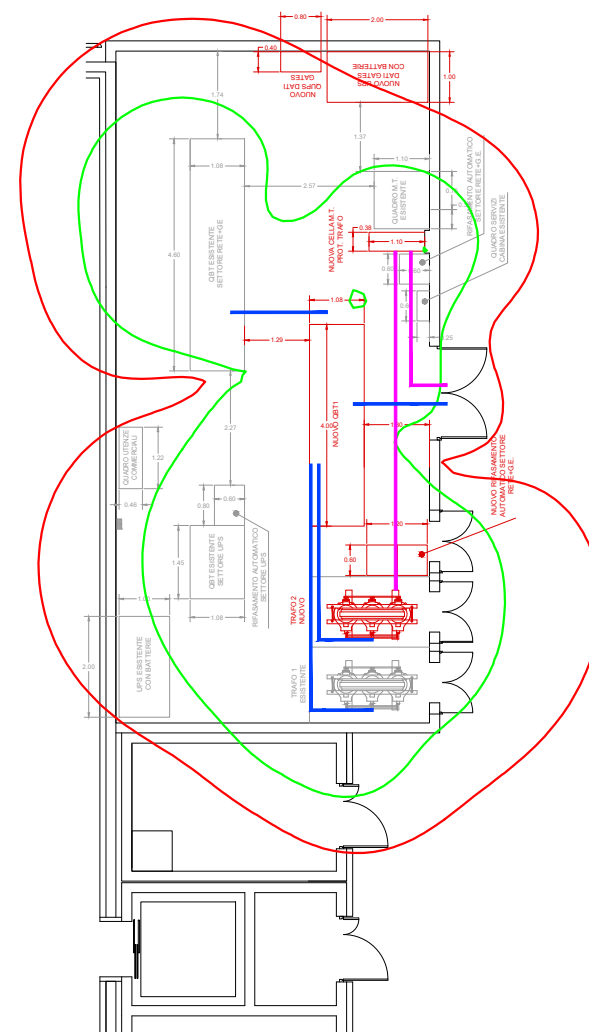 0.80
2.00
0.40
1.00
NUOVO
QUPS DATI
GATES
NUOVO UPS
DATI GATES
CON BATTERIE
1.74
1.37
1.08
2.57
1.10
QUADRO M.T.
ESISTENTE
RIFASAMENTO AUTOMATICO
SETTORE RETE+G.E.
QUADRO SERVIZI
CABINA ESISTENTE
QBT ESISTENTE
SETTORE RETE+GE
4.60
NUOVA CELLA M.T.
PROT. TRAFO
0.38
1.10
0.60
0.60
1.08
1.29
.25
2.27
4.00
NUOVO QBT1
QUADRO UTENZE
COMMERCIALI
1.22
0.46
0.60
0.80
QBT ESISTENTE
SETTORE UPS
1.45
1.08
RIFASAMENTO AUTOMATICO
SETTORE UPS
NUOVO RIFASAMENTO
AUTOMATICO SETTORE
RETE+G.E.
0.60
UPS ESISTENTE
CON BATTERIE
2.00
TRAFO 2
NUOVO
TRAFO 1
ESISTENTE